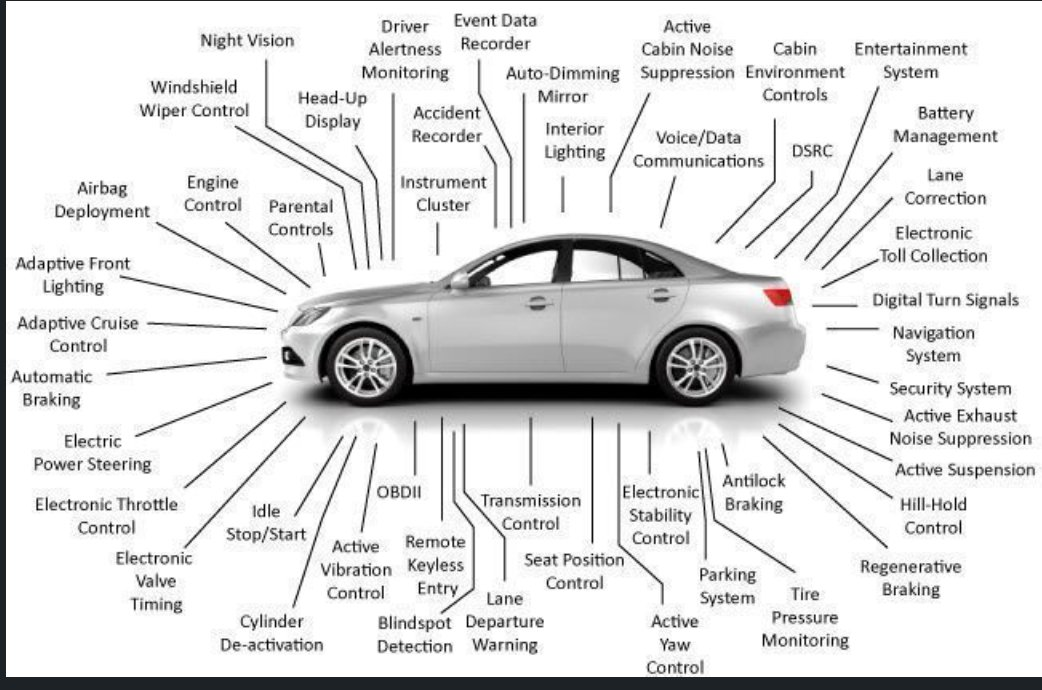 Night Vision
Driver
Alertness
Monitoring
Event Data
Recorder
Active
Cabin Noise
Suppression
Cabin
Environment
Controls
Entertainment
System
Windshield
Wiper Control
Head-Up
Display
Accident
Recorder
Auto-Dimming
Mirror
Interior
Lighting
Voice/Data
Communications
DSRC
Battery
Management
Airbag
Deployment
Engine
Control
Parental
Controls
Instrument
Cluster
Lane
Correction
Electronic
Toll Collection
Adaptive Front
Lighting
Digital Turn Signals
Adaptive Cruise
Control
Navigation
System
Automatic
Braking
Security System
Electric
Power Steering
Active Exhaust
Noise Suppression
Active Suspension
Electronic Throttle
Control
Idle
Stop/Start
OBDII
Transmission
Control
Electronic
Stability
Control
Antilock
Braking
Hill-Hold
Control
Electronic
Valve
Timing
Active
Vibration
Control
Remote
Keyless
Entry
Seat Position
Control
Parking
System
Regenerative
Braking
Cylinder
De-activation
Blindspot
Detection
Lane
Departure
Warning
Active
Yaw
Control
Tire
Pressure
Monitoring